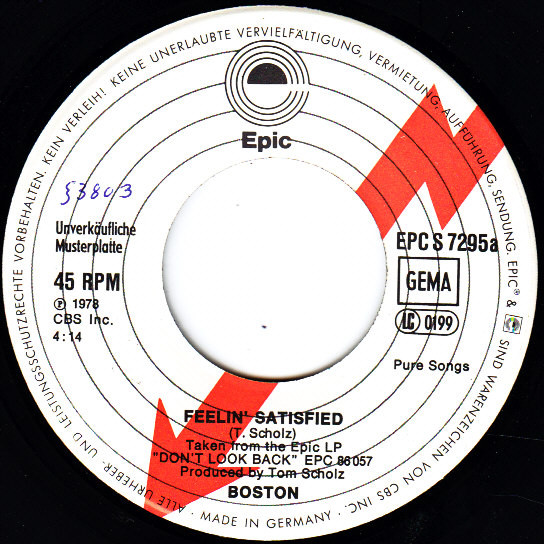 ALLE URHEBER- UND LEISTUNGSSCHUTZRECHTE VORBEHALTEN. KEIN VERLEIH! KEINE UNERLAUBTE VERVIELFÄLTIGUNG, VERMIETUNG, AUFFÜHRUNG, SENDUNG. EPIC® & SIND WARENZEICHEN VON CBS INC. • MADE IN GERMANY •
Epic
§3803
Unverkäufliche
Musterplatte
45 RPM
℗ 1978
CBS Inc.
4:14
EPC S 7295a
GEMA
LC 0199
Pure Songs
FEELIN' SATISFIED
(T. Scholz)
Taken from the Epic LP
"DON'T LOOK BACK" EPC 86057
Produced by Tom Scholz
BOSTON